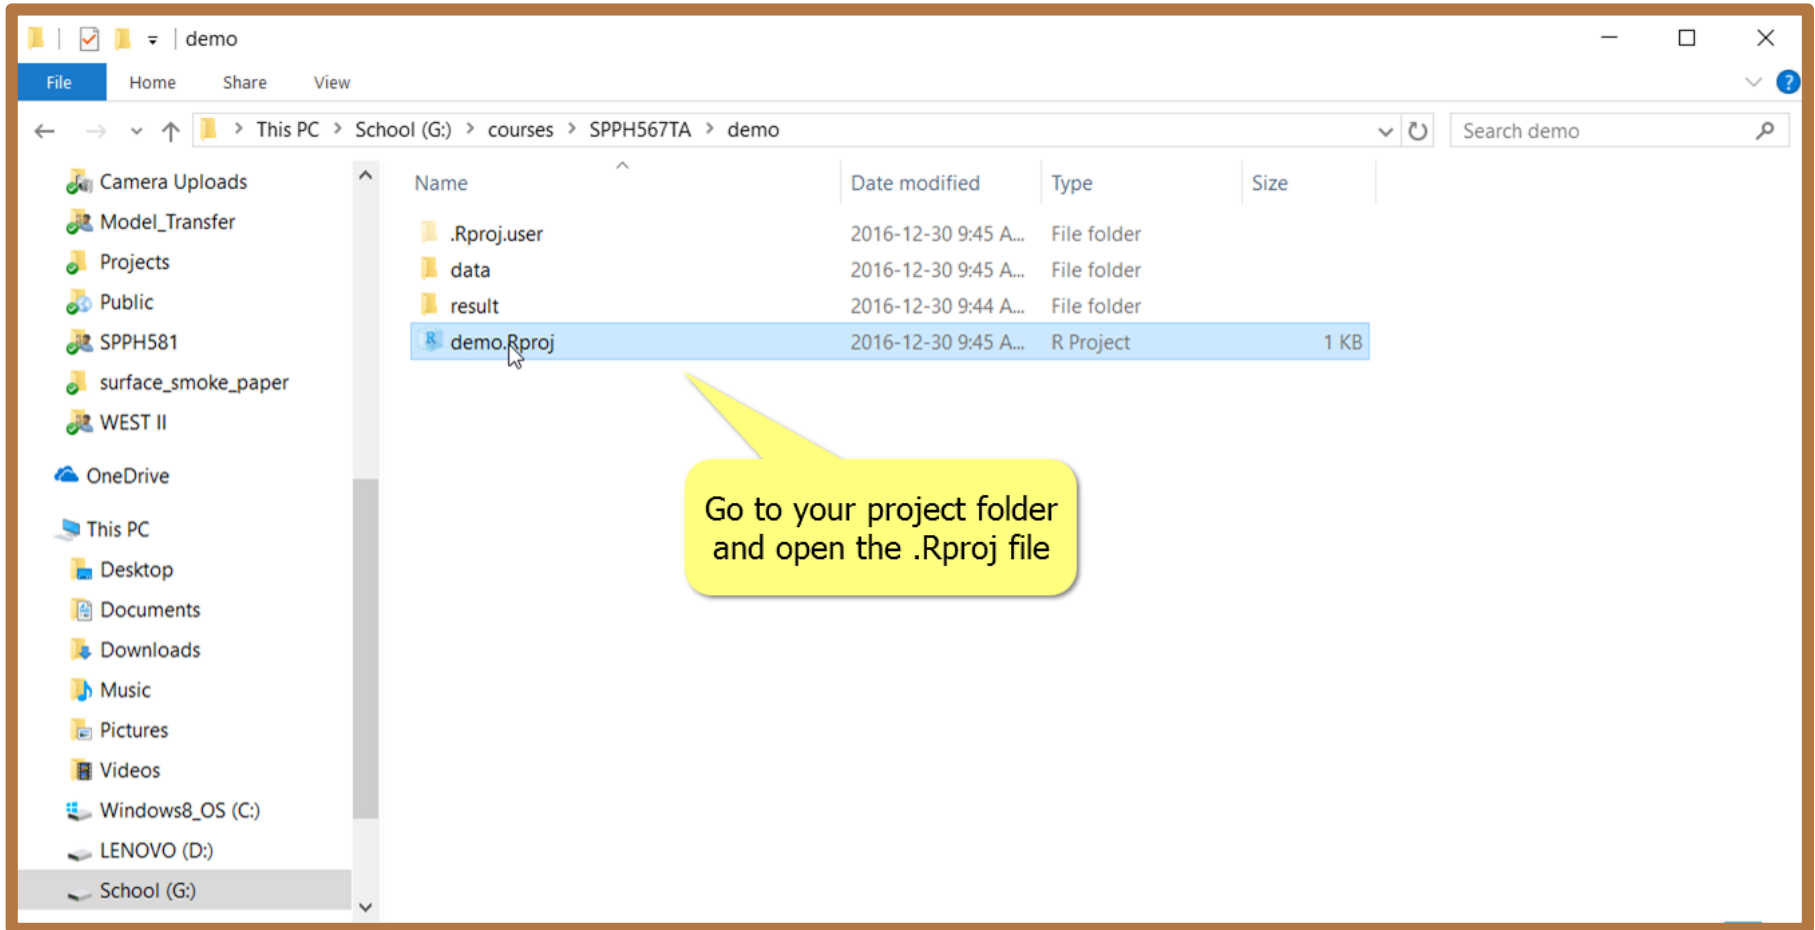 demo
File Home Share View
This PC > School (G:) > courses > SPPH567TA > demo
Search demo
Camera Uploads
Model_Transfer
Projects
Public
SPPH581
surface_smoke_paper
WEST II
OneDrive
This PC
Desktop
Documents
Downloads
Music
Pictures
Videos
Windows8_OS (C:)
LENOVO (D:)
School (G:)
Name Date modified Type Size
.Rproj.user 2016-12-30 9:45 A... File folder
data 2016-12-30 9:45 A... File folder
result 2016-12-30 9:44 A... File folder
demo.Rproj 2016-12-30 9:45 A... R Project 1 KB
Go to your project folder
and open the .Rproj file